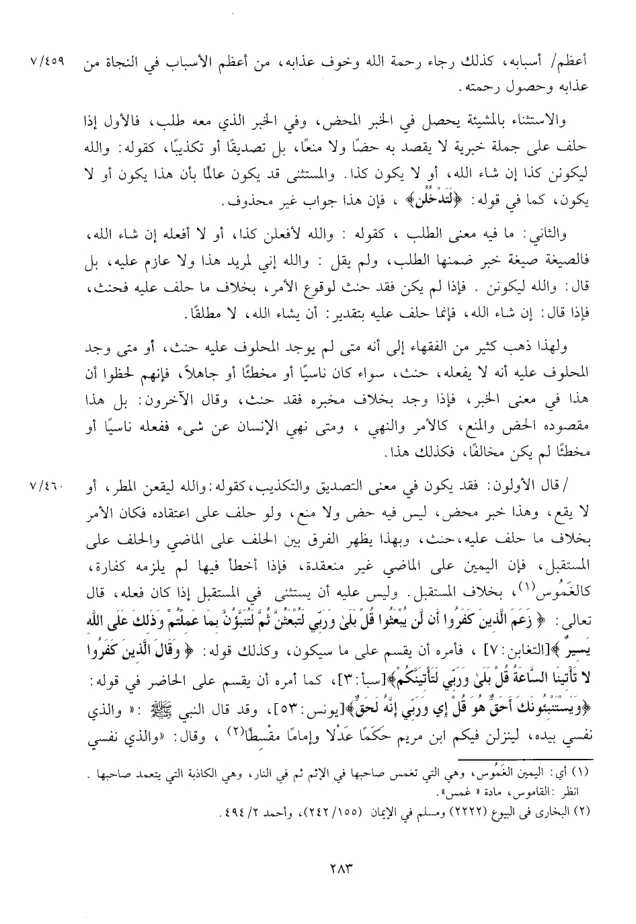 أعظم/ أسبابه، كذلك رجاء رحمة الله وخوف عذابه، من أعظم الأسباب في النجاة من ٧/٤٥٩
عذابه وحصول رحمته.
والاستثناء بالمشيئة يحصل في الخبر المحض، وفي الخبر الذي معه طلب، فالأول إذا
حلف على جملة خبرية لا يقصد به حضًا ولا منعًا، بل تصديقًا أو تكذيبًا، كقوله: والله
ليكونن كذا إن شاء الله، أو لا يكون كذا. والمستثنى قد يكون عالمًا بأن هذا يكون أو لا
يكون، كما في قوله: ﴿لَتَدْخُلُن﴾ ، فإن هذا جواب غير محذوف.
والثاني: ما فيه معنى الطلب ، كقوله : والله لأفعلن كذا، أو لا أفعله إن شاء الله،
فالصيغة صيغة خبر ضمنها الطلب، ولم يقل : والله إني لمريد هذا ولا عازم عليه، بل
قال: والله ليكونن . فإذا لم يكن فقد حنث لوقوع الأمر، بخلاف ما حلف عليه فحنث،
فإذا قال: إن شاء الله، فإنما حلف عليه بتقدير: أن يشاء الله، لا مطلقًا.
ولهذا ذهب كثير من الفقهاء إلى أنه متى لم يوجد المحلوف عليه حنث، أو متى وجد
المحلوف عليه أنه لا يفعله، حنث، سواء كان ناسيًا أو مخطئًا أو جاهلاً، فإنهم لحظوا أن
هذا في معنى الخبر، فإذا وجد بخلاف مخبره فقد حنث، وقال الآخرون: بل هذا
مقصوده الحض والمنع، كالأمر والنهي ، ومتى نهي الإنسان عن شىء ففعله ناسيًا أو
مخطئًا لم يكن مخالفًا، فكذلك هذا.
/ قال الأولون: فقد يكون في معنى التصديق والتكذيب،كقوله:والله ليقعن المطر، أو ٧/٤٦٠
لا يقع، وهذا خبر محض، ليس فيه حض ولا منع، ولو حلف على اعتقاده فكان الأمر
بخلاف ما حلف عليه،حنث، وبهذا يظهر الفرق بين الحلف على الماضي والحلف على
المستقبل، فإن اليمين على الماضي غير منعقدة، فإذا أخطأ فيها لم يلزمه كفارة،
كالغَمُوس(١)، بخلاف المستقبل. وليس عليه أن يستثنى في المستقبل إذا كان فعله، قال
تعالى: ﴿ زَعَمَ الَّذِينَ كَفَرُوا أَن لَّن يُبْعَثُوا قُلْ بَلَىٰ وَرَبِّي لَتُبْعَثُنَّ ثُمَّ لَتُنَبَّؤُنَّ بِمَا عَمِلْتُمْ وَذَلِكَ عَلَى اللَّه
يَسِيرٌ ﴾[التغابن:٧] ، فأمره أن يقسم على ما سيكون، وكذلك قوله: ﴿ وَقَالَ الَّذِينَ كَفَرُوا
لا تَأْتِينَا السَّاعَةُ قُلْ بَلَىٰ وَرَبِّي لَتَأْتِيَنَّكُمْ﴾[سبأ:٣]، كما أمره أن يقسم على الحاضر في قوله:
﴿وَيَسْتَنْبِئُونَكَ أَحَقٌّ هُوَ قُلْ إِي وَرَبِّي إِنَّهُ لَحَقٌّ﴾[يونس:٥٣]، وقد قال النبي ﷺ :« والذي
نفسي بيده، لينزلن فيكم ابن مريم حَكَمًا عَدْلًا وإمامًا مقْسِطًا(٢) ، وقال: «والذي نفسي
(١) أي: اليمين الغَمُوس، وهي التي تغمس صاحبها في الإثم ثم في النار، وهي الكاذبة التي يتعمد صاحبها .
انظر :القاموس، مادة « غمس».
(٢) البخارى فى البيوع (٢٢٢٢) ومسلم في الإيمان (٢٤٢/١٥٥)، وأحمد ٤٩٤/٢ .
٢٨٣